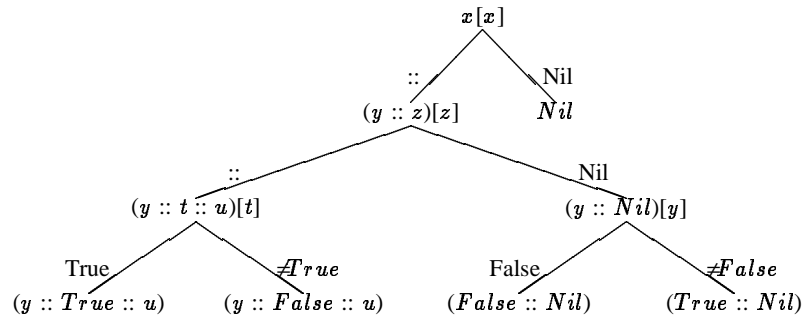 x[x]
:: Nil
(y :: z)[z] Nil
:: Nil
(y :: t :: u)[t] (y :: Nil)[y]
True ≠True False ≠False
(y :: True :: u) (y :: False :: u) (False :: Nil) (True :: Nil)